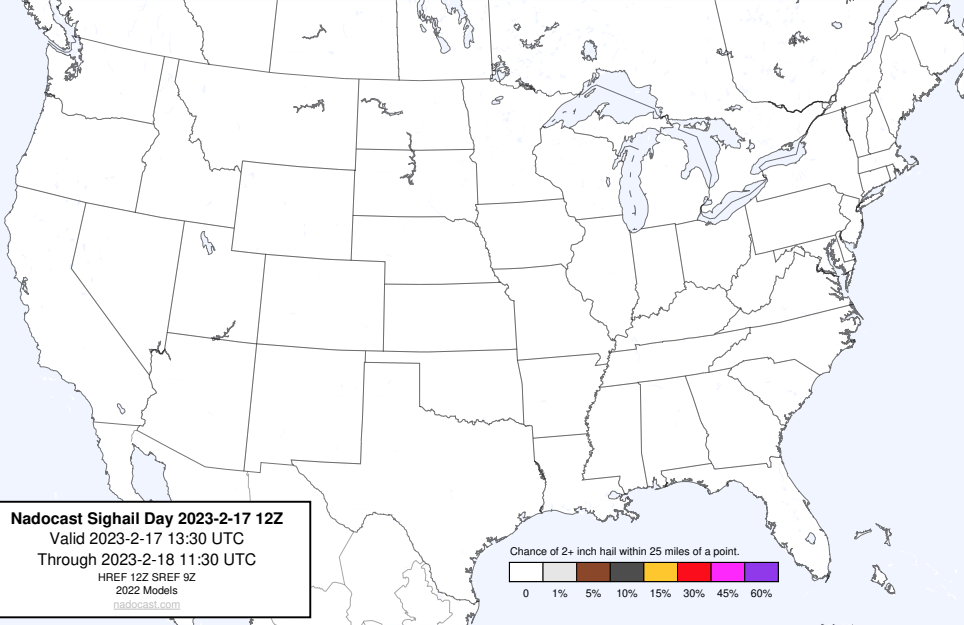 Nadocast Sighail Day 2023-2-17 12Z
Valid 2023-2-17 13:30 UTC
Through 2023-2-18 11:30 UTC
HREF 12Z SREF 9Z
2022 Models
nadocast.com
Chance of 2+ inch hail within 25 miles of a point.
0 1% 5% 10% 15% 30% 45% 60%